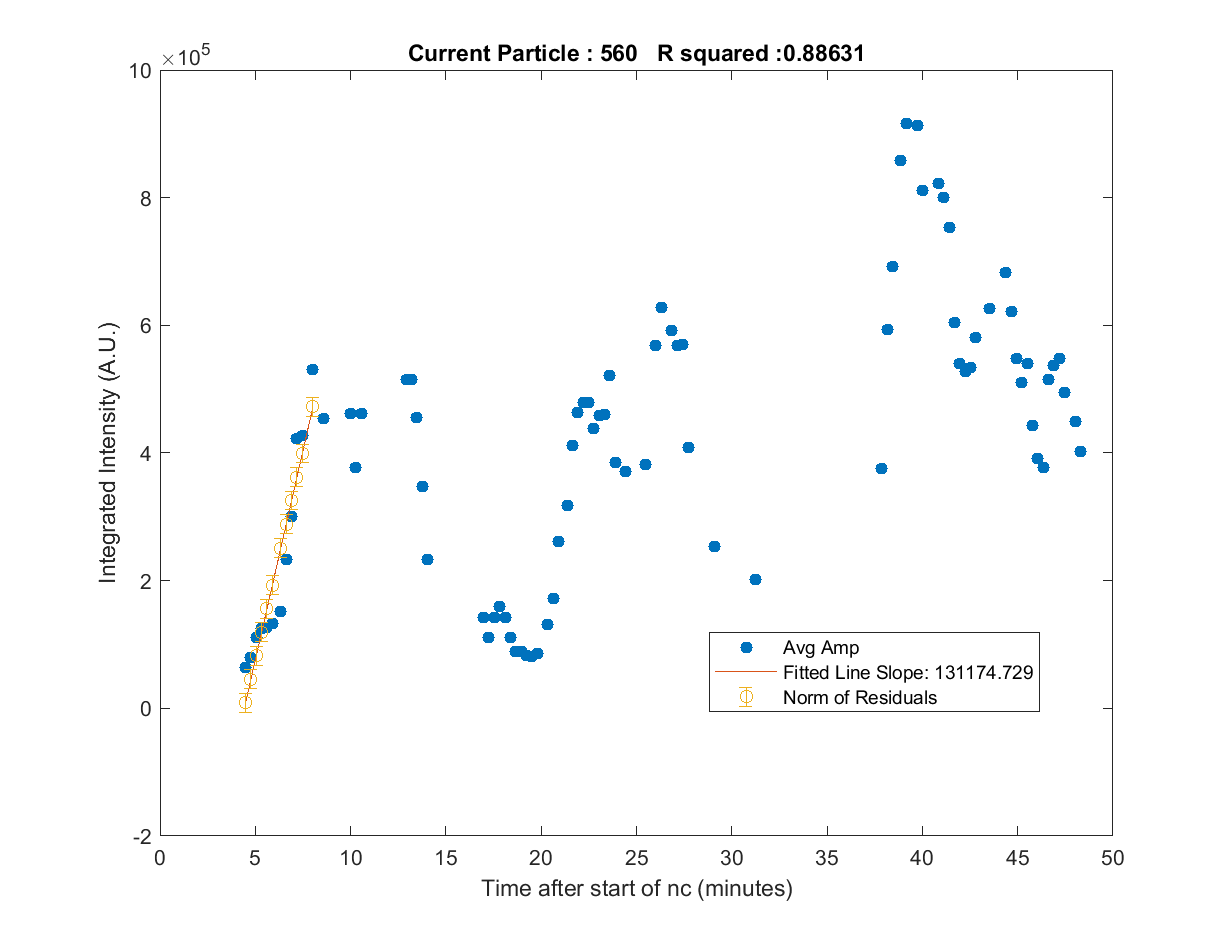 Current Particle : 560 R squared :0.88631
×10^5
10
8
6
4
2
0
-2
Integrated Intensity (A.U.)
Avg Amp
Fitted Line Slope: 131174.729
Norm of Residuals
0 5 10 15 20 25 30 35 40 45 50
Time after start of nc (minutes)